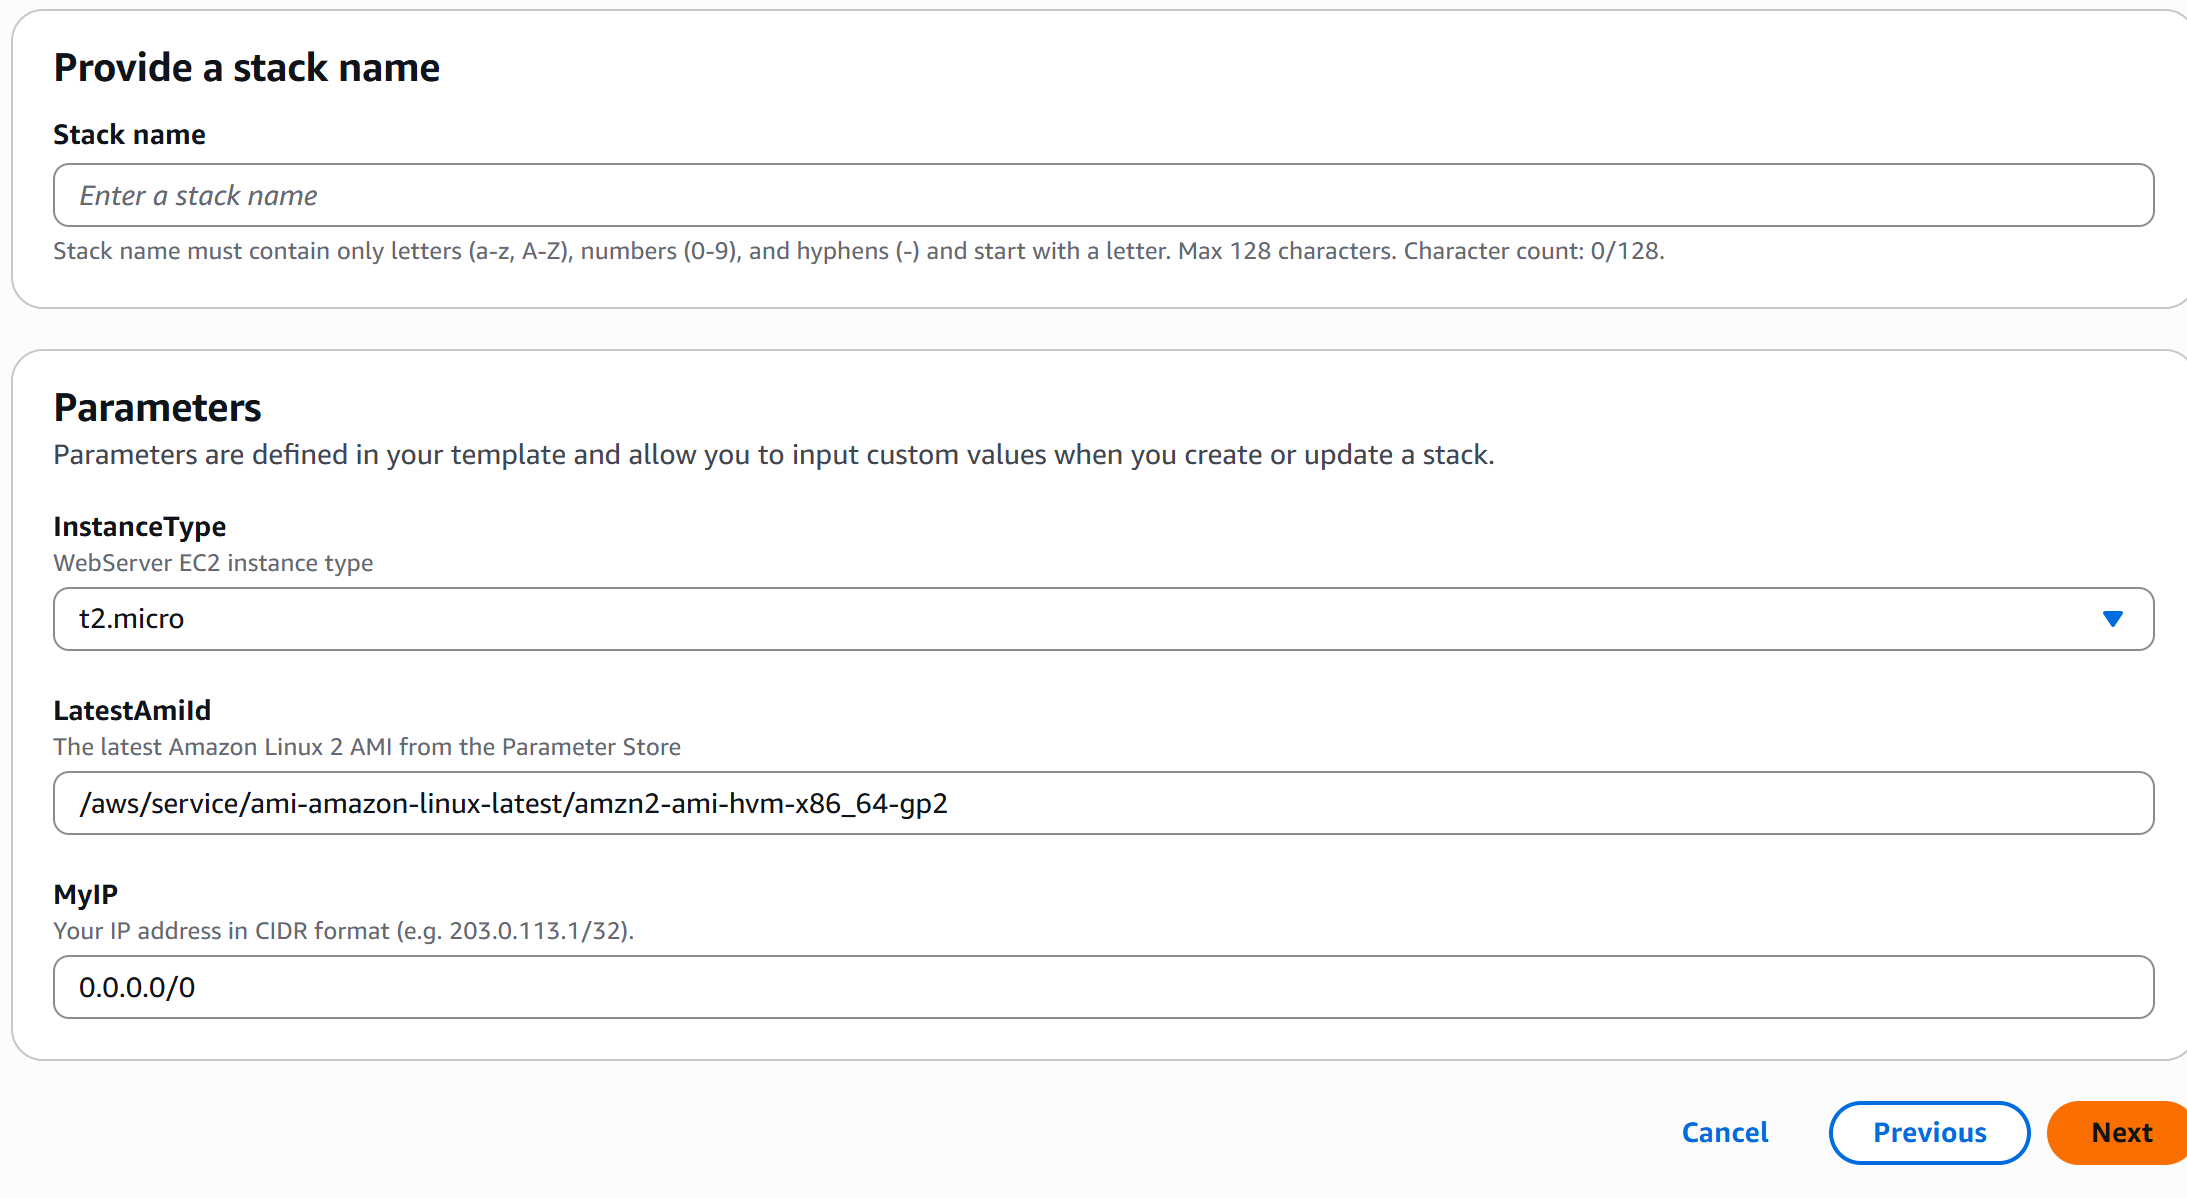 Provide a stack name
Stack name
Enter a stack name
Stack name must contain only letters (a-z, A-Z), numbers (0-9), and hyphens (-) and start with a letter. Max 128 characters. Character count: 0/128.
Parameters
Parameters are defined in your template and allow you to input custom values when you create or update a stack.
InstanceType
WebServer EC2 instance type
t2.micro
LatestAmiId
The latest Amazon Linux 2 AMI from the Parameter Store
/aws/service/ami-amazon-linux-latest/amzn2-ami-hvm-x86_64-gp2
MyIP
Your IP address in CIDR format (e.g. 203.0.113.1/32).
0.0.0.0/0
Cancel Previous Next